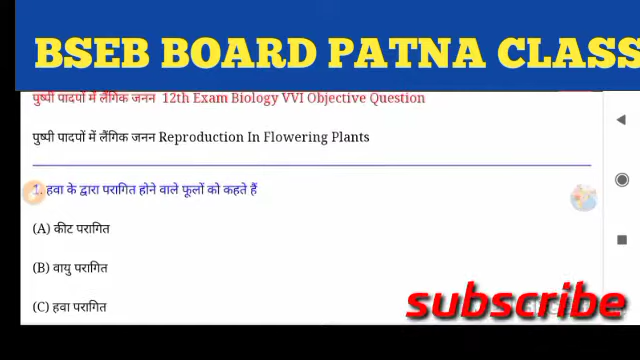 BSEB BOARD PATNA CLASS
पुष्पी पादपों में लैंगिक जनन 12th Exam Biology VVI Objective Question
पुष्पी पादपों में लैंगिक जनन Reproduction In Flowering Plants
1. हवा के द्वारा परागित होने वाले फूलों को कहते हैं
(A) कीट परागित
(B) वायु परागित
(C) हवा परागित
subscribe